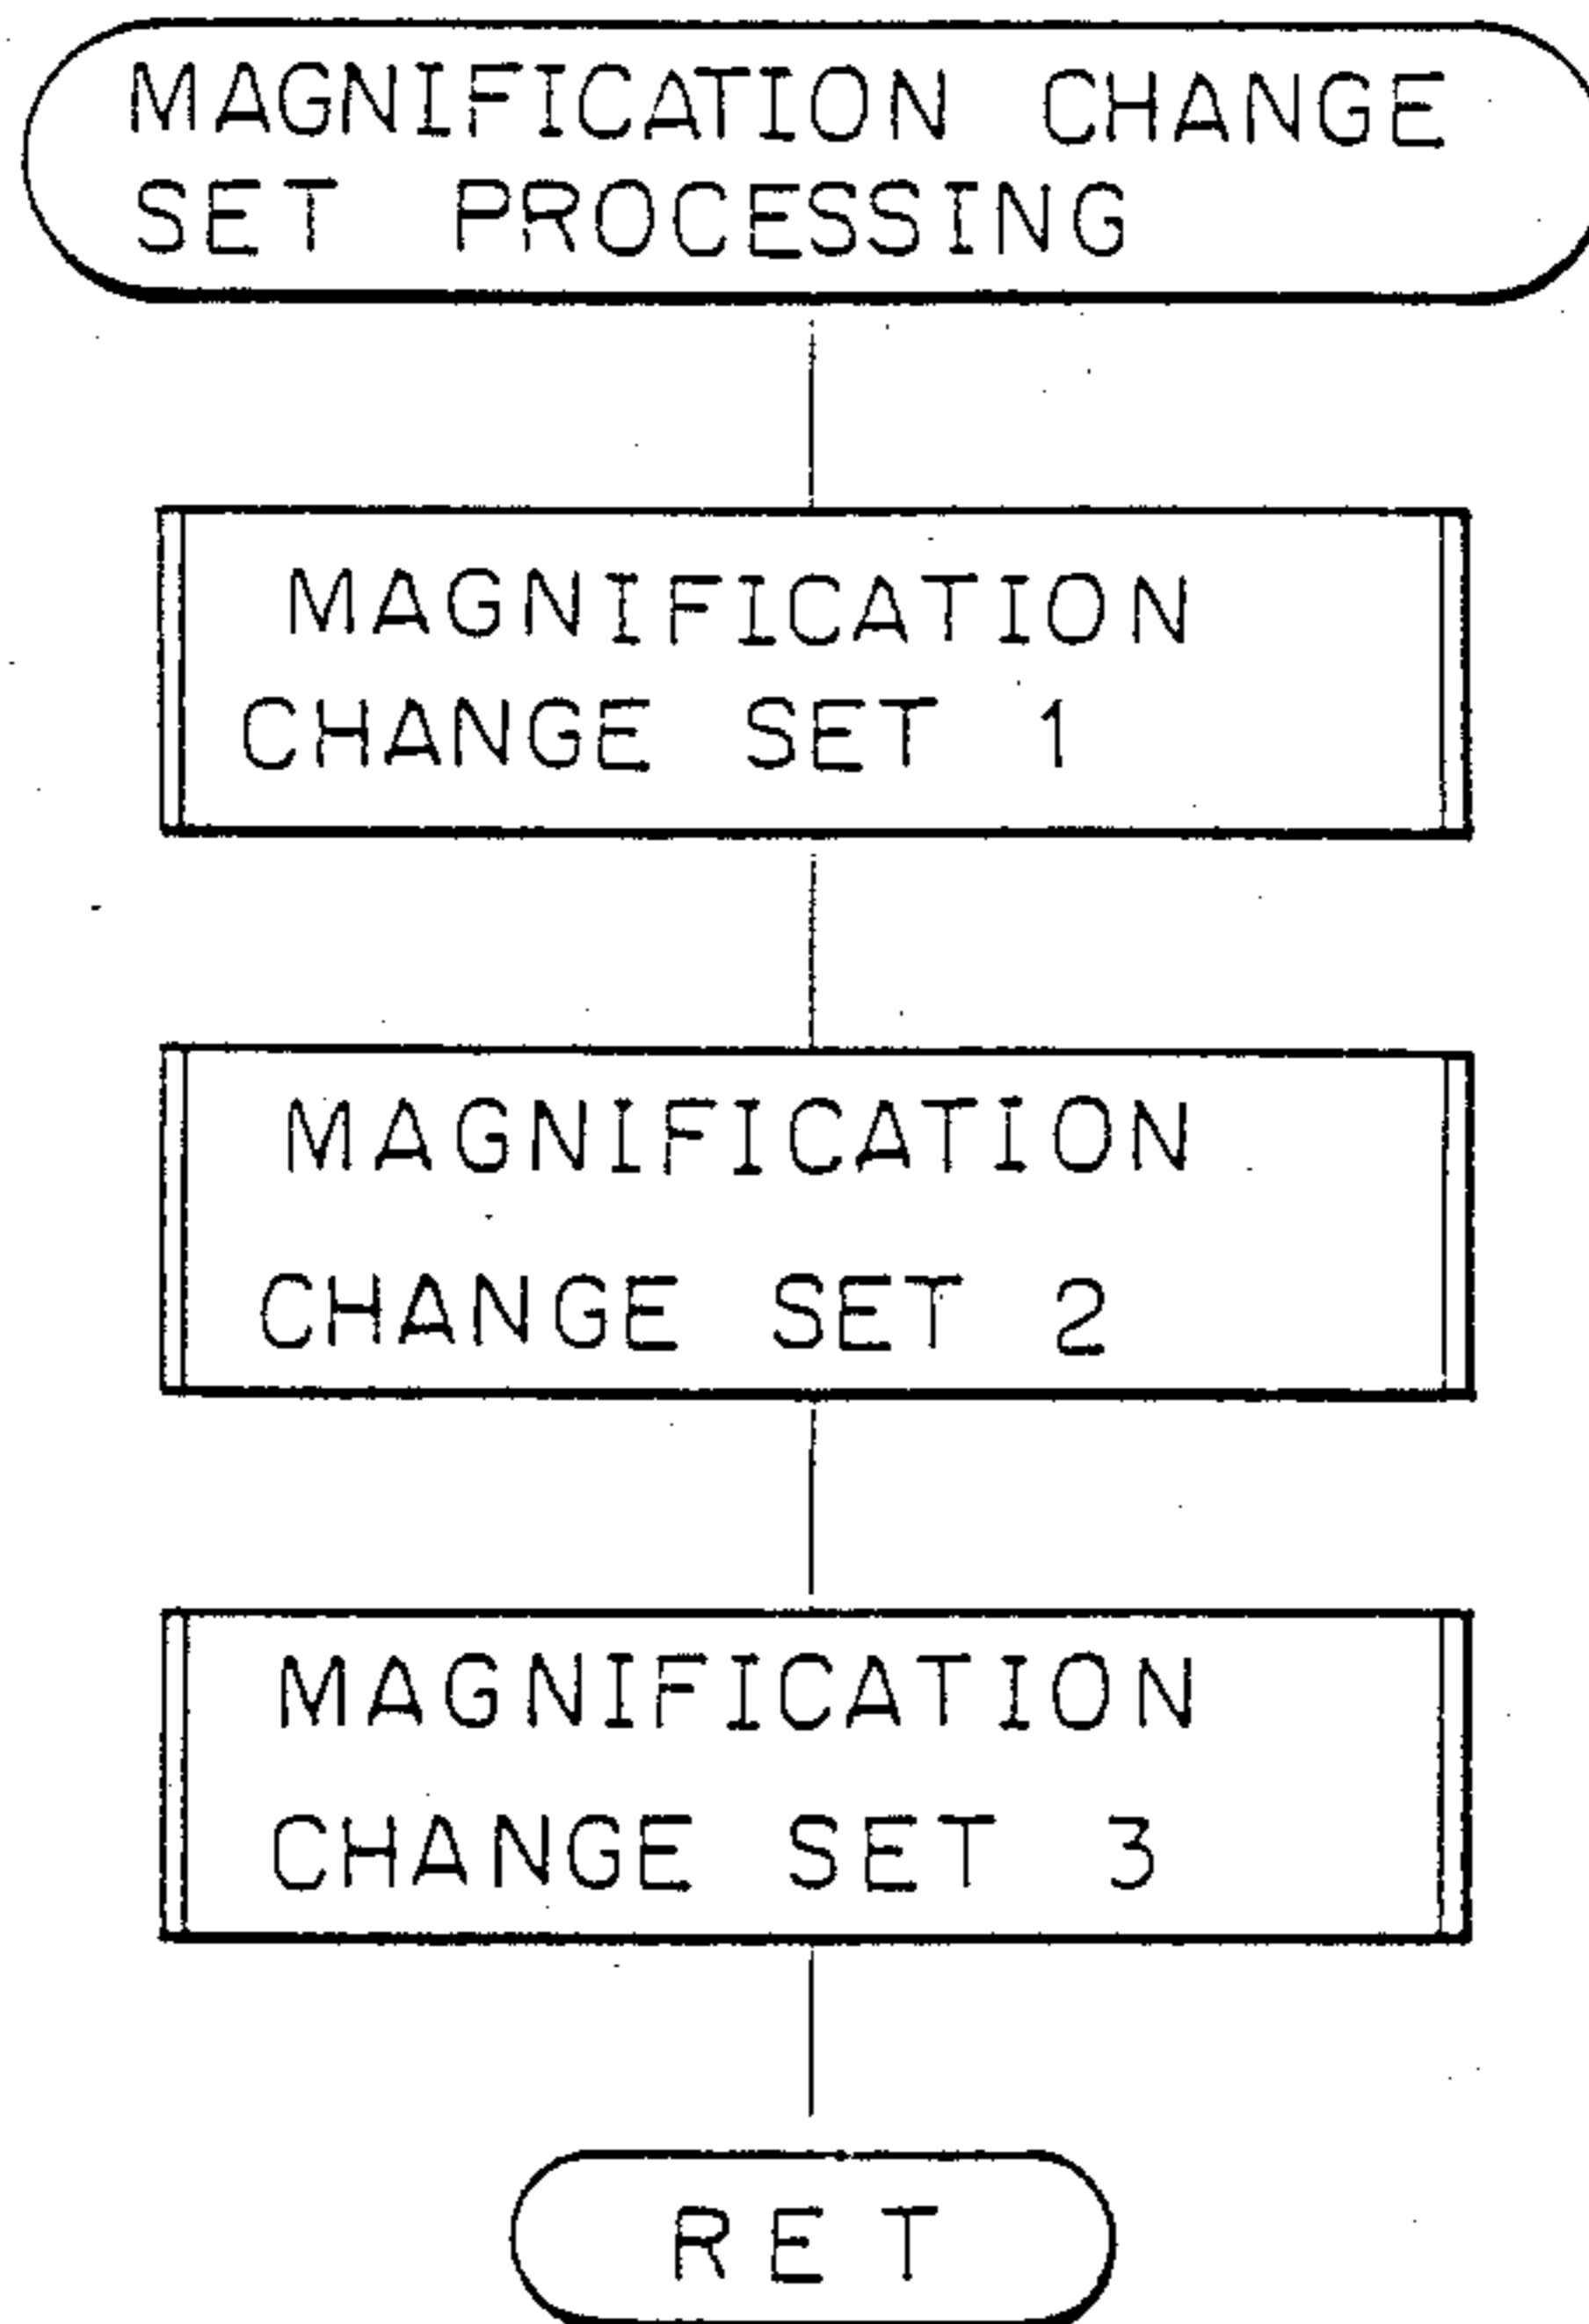 MAGNIFICATION CHANGE
SET PROCESSING
MAGNIFICATION
CHANGE SET 1
MAGNIFICATION
CHANGE SET 2
MAGNIFICATION
CHANGE SET 3
RET